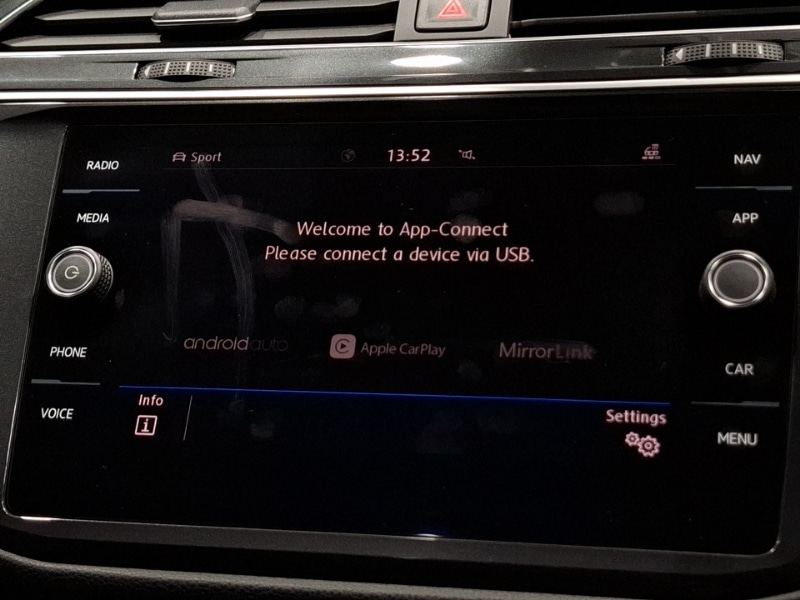 RADIO
MEDIA
PHONE
VOICE
Sport
13:52
Welcome to App-Connect
Please connect a device via USB.
androidauto
Apple CarPlay
MirrorLink
Info
i
Settings
NAV
APP
CAR
MENU